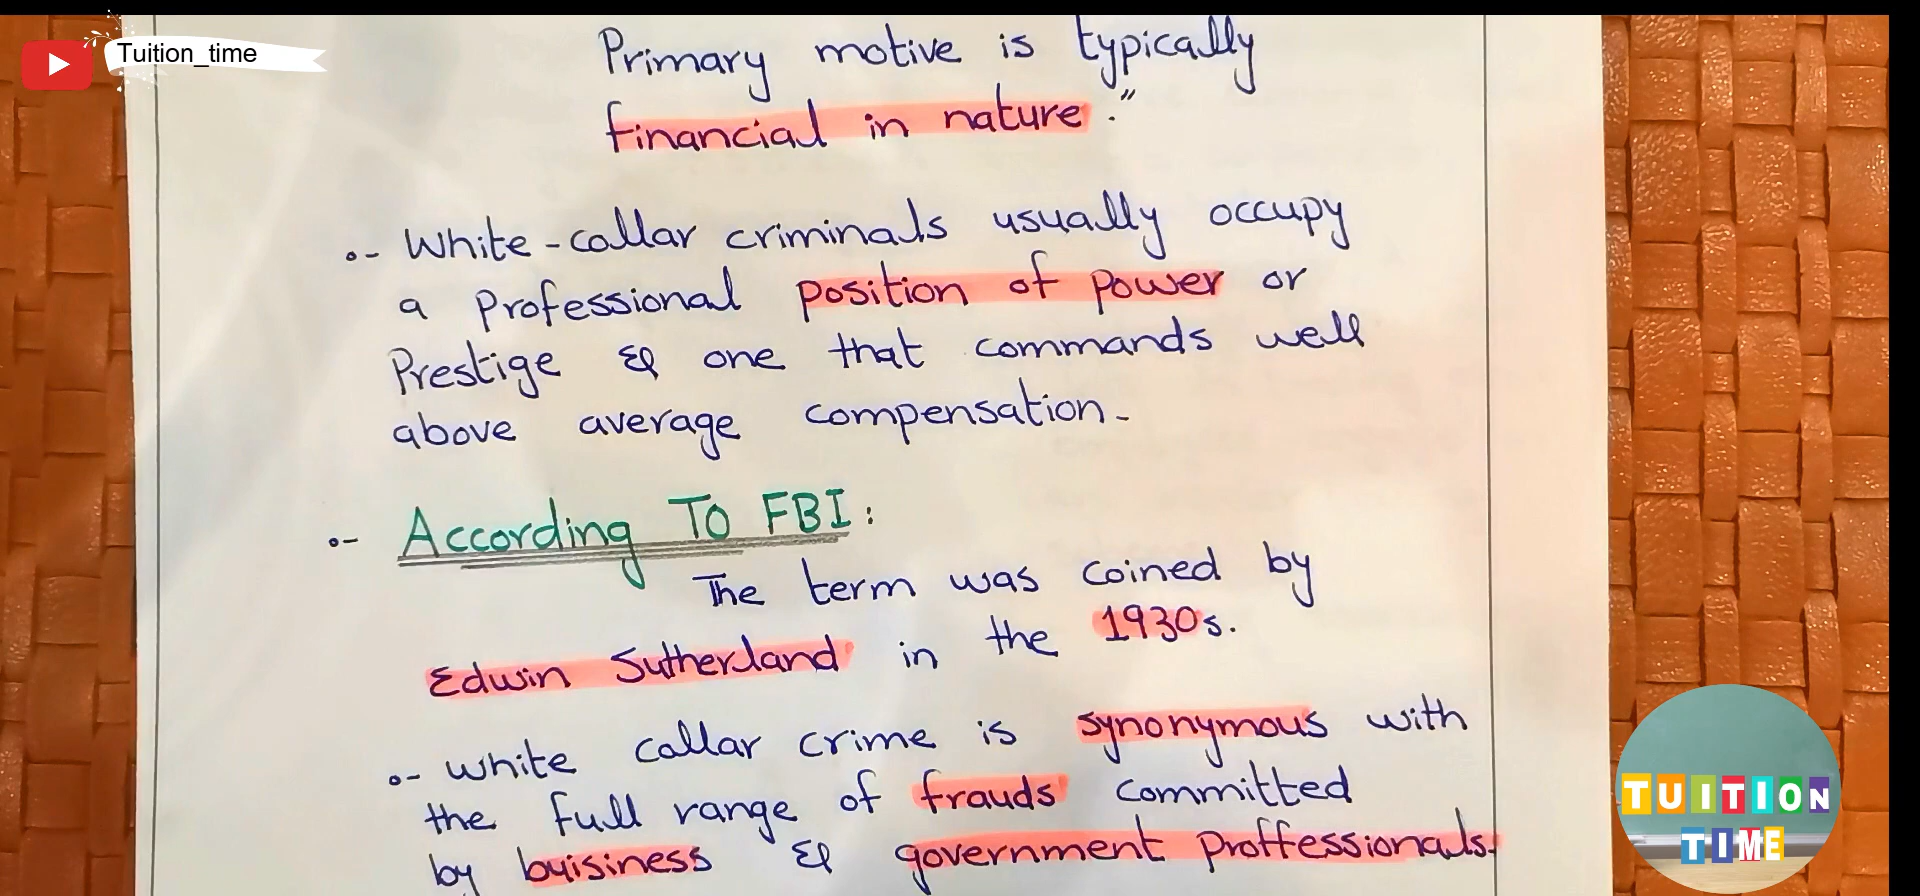 Tuition_time
Primary motive is typically
financial in nature."
White-collar criminals usually occupy
a Professional position of power or
Prestige & one that commands well
above average compensation.
According To FBI:
The term was coined by
Edwin Sutherland in the 1930s.
White collar crime is synonymous with
the full range of frauds committed
by buisiness & government Proffessionals.
TUITION
TIME